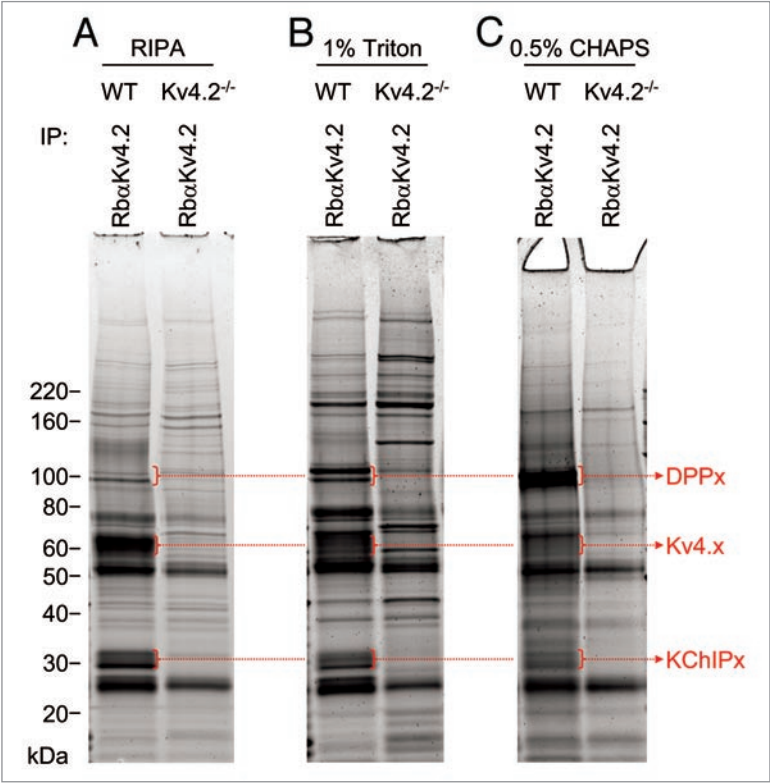 A B C
RIPA 1% Triton 0.5% CHAPS
WT Kv4.2-/- WT Kv4.2-/- WT Kv4.2-/-
IP: RbαKv4.2 RbαKv4.2 RbαKv4.2 RbαKv4.2 RbαKv4.2 RbαKv4.2
220–
160–
100– DPPx
80–
60– Kv4.x
50–
40–
30– KChIPx
20–
kDa